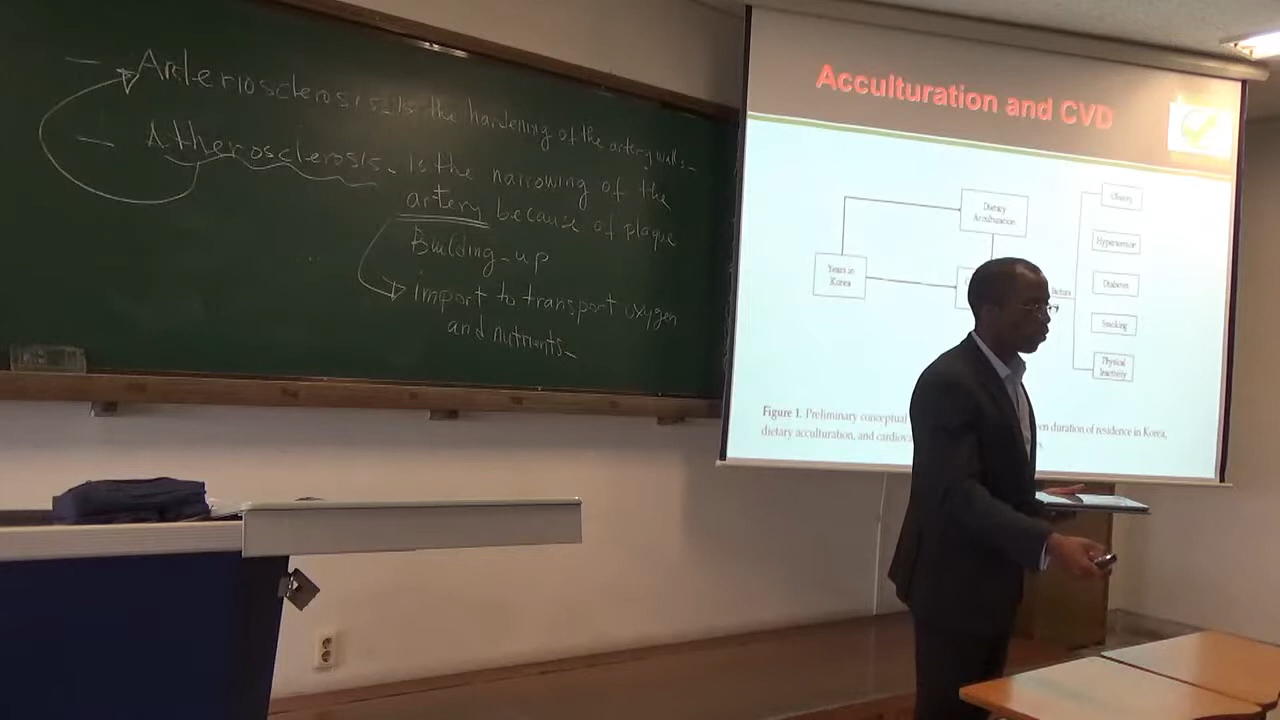 — Arteriosclerosis - Is the hardening of the artery walls -
— Atherosclerosis - Is the narrowing of the
artery because of plaque
Building-up
import to transport oxygen
and nutrients -
Acculturation and CVD
Dietary
Acculturation
Years in
Korea
factors
Obesity
Hypertension
Diabetes
Smoking
Physical
Inactivity
Figure 1. Preliminary conceptual en duration of residence in Korea,
dietary acculturation, and cardiova s.